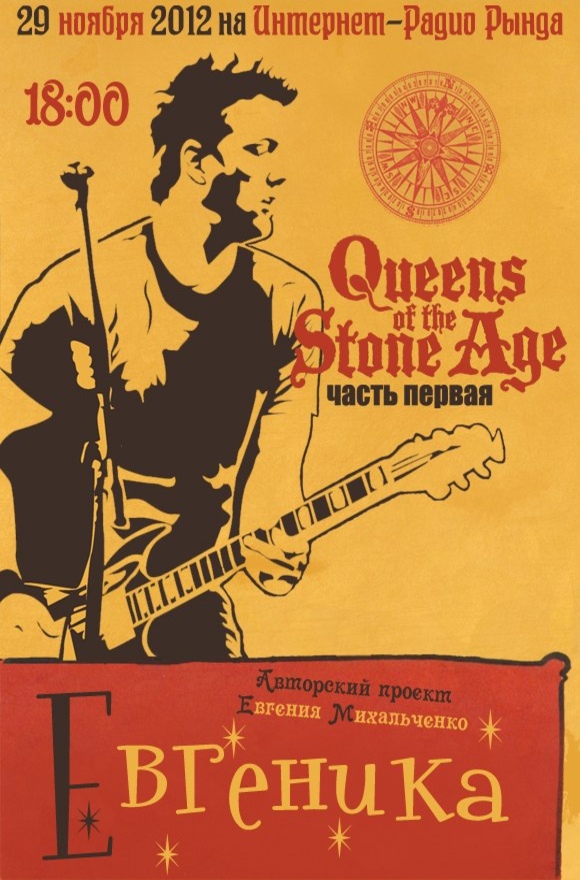 29 ноября 2012 на Интернет-Радио Рында
18:00
Queens
of the
Stone Age
часть первая
Авторский проект
Евгения Михальченко
Евгеника